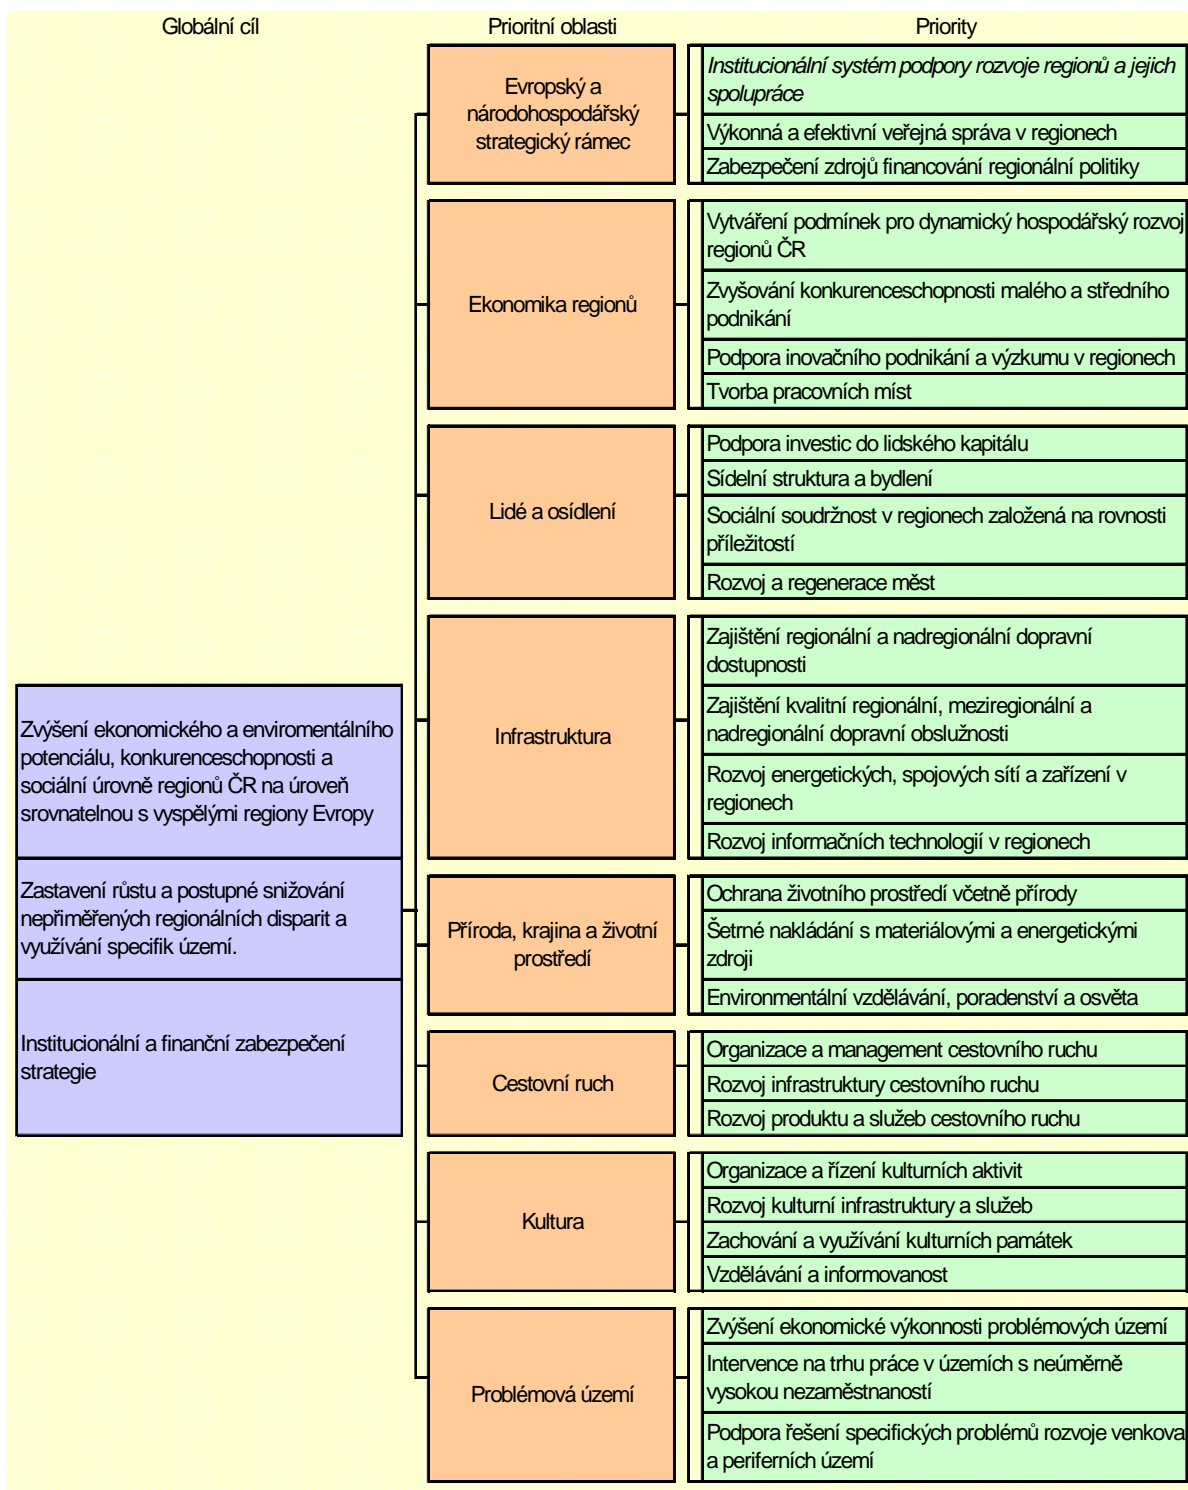 Globální cíl
Prioritní oblasti
Priority
Evropský a
národohospodářský
strategický rámec
Institucionální systém podpory rozvoje regionů a jejich
spolupráce
Výkonná a efektivní veřejná správa v regionech
Zabezpečení zdrojů financování regionální politiky
Ekonomika regionů
Vytváření podmínek pro dynamický hospodářský rozvoj
regionů ČR
Zvyšování konkurenceschopnosti malého a středního
podnikání
Podpora inovačního podnikání a výzkumu v regionech
Tvorba pracovních míst
Lidé a osídlení
Podpora investic do lidského kapitálu
Sídelní struktura a bydlení
Sociální soudržnost v regionech založená na rovnosti
příležitostí
Rozvoj a regenerace měst
Zvýšení ekonomického a enviromentálního
potenciálu, konkurenceschopnosti a
sociální úrovně regionů ČR na úroveň
srovnatelnou s vyspělými regiony Evropy
Zastavení růstu a postupné snižování
nepřiměřených regionálních disparit a
využívání specifik území.
Institucionální a finanční zabezpečení
strategie
Infrastruktura
Zajištění regionální a nadregionální dopravní
dostupnosti
Zajištění kvalitní regionální, meziregionální a
nadregionální dopravní obslužnosti
Rozvoj energetických, spojových sítí a zařízení v
regionech
Rozvoj informačních technologií v regionech
Příroda, krajina a životní
prostředí
Ochrana životního prostředí včetně přírody
Šetrné nakládání s materiálovými a energetickými
zdroji
Environmentální vzdělávání, poradenství a osvěta
Cestovní ruch
Organizace a management cestovního ruchu
Rozvoj infrastruktury cestovního ruchu
Rozvoj produktu a služeb cestovního ruchu
Kultura
Organizace a řízení kulturních aktivit
Rozvoj kulturní infrastruktury a služeb
Zachování a využívání kulturních památek
Vzdělávání a informovanost
Problémová území
Zvýšení ekonomické výkonnosti problémových území
Intervence na trhu práce v územích s neúměrně
vysokou nezaměstnaností
Podpora řešení specifických problémů rozvoje venkova
a periferních území